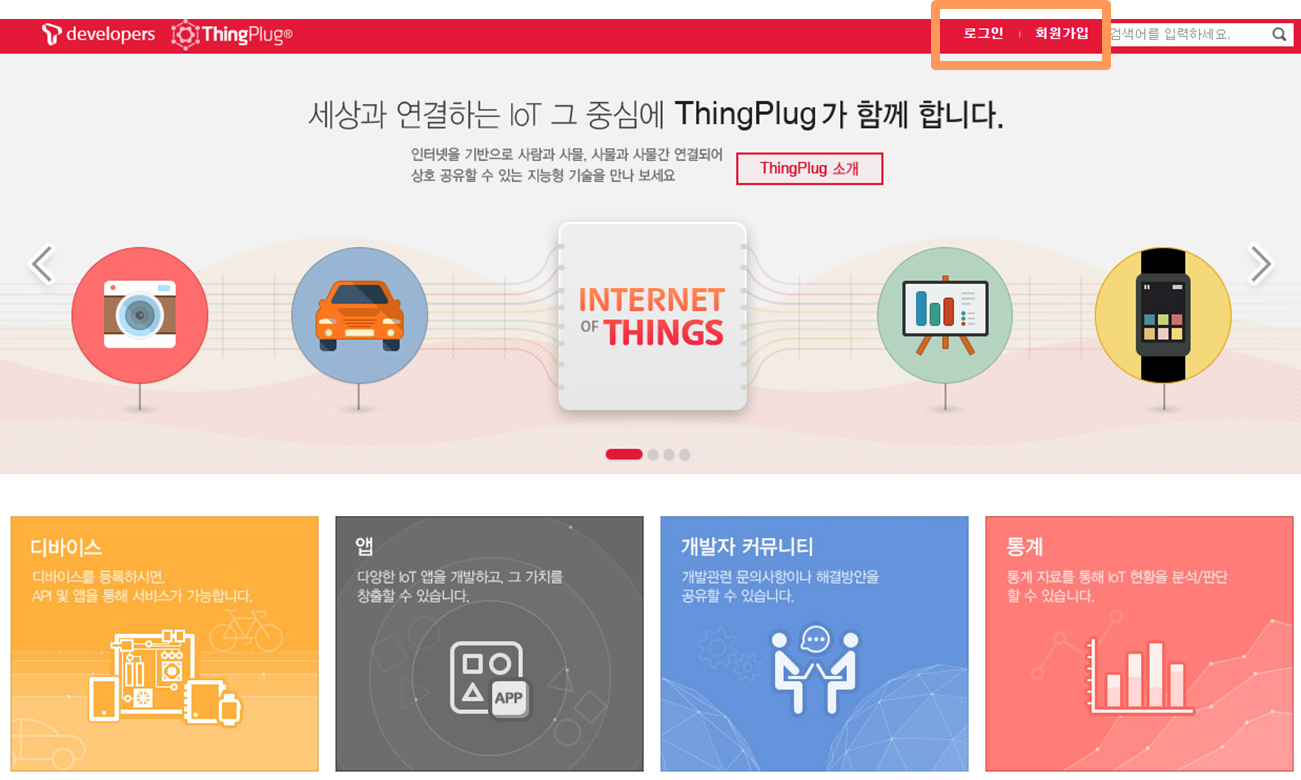 developers ThingPlug®
로그인 | 회원가입
검색어를 입력하세요.
세상과 연결하는 IoT 그 중심에 ThingPlug가 함께 합니다.
인터넷을 기반으로 사람과 사물, 사물과 사물간 연결되어
상호 공유할 수 있는 지능형 기술을 만나 보세요
ThingPlug 소개
INTERNET
OF THINGS
디바이스
디바이스를 등록하시면,
API 및 앱을 통해 서비스가 가능합니다.
앱
다양한 IoT 앱을 개발하고, 그 가치를
창출할 수 있습니다.
APP
개발자 커뮤니티
개발관련 문의사항이나 해결방안을
공유할 수 있습니다.
통계
통계 자료를 통해 IoT 현황을 분석/판단
할 수 있습니다.